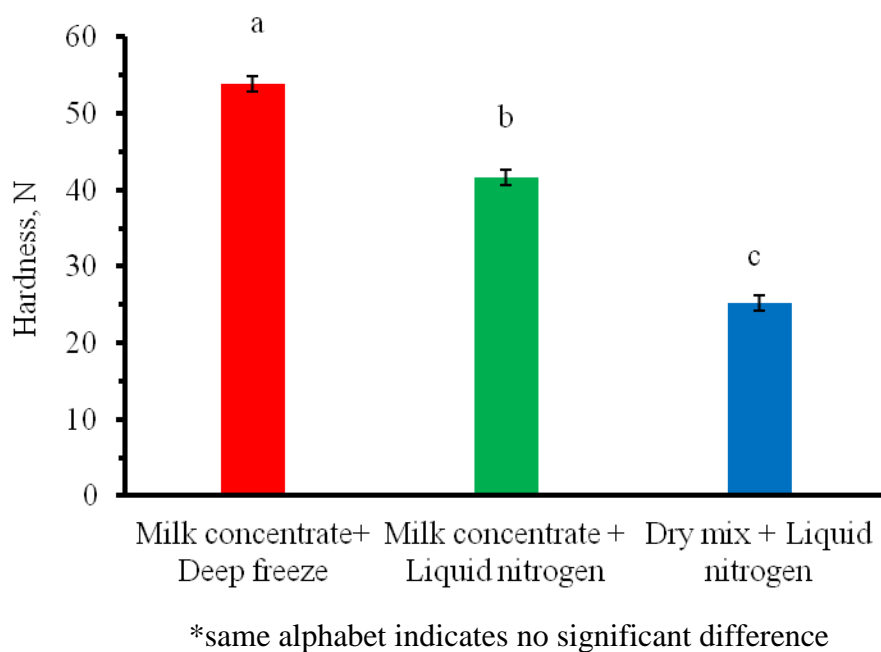 a
60
50
b
40
c
30
20
10
0
Hardness, N
Milk concentrate+
Deep freeze
Milk concentrate +
Liquid nitrogen
Dry mix + Liquid
nitrogen
*same alphabet indicates no significant difference